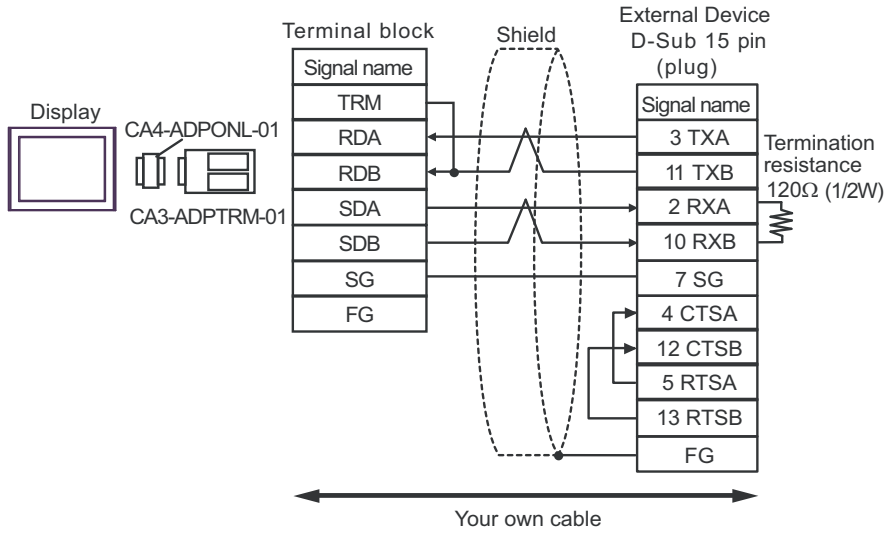 Display
CA4-ADPONL-01
CA3-ADPTRM-01
Terminal block
Signal name
TRM
RDA
RDB
SDA
SDB
SG
FG
Shield
External Device
D-Sub 15 pin
(plug)
Signal name
3 TXA
11 TXB
2 RXA
10 RXB
7 SG
4 CTSA
12 CTSB
5 RTSA
13 RTSB
FG
Termination
resistance
120Ω (1/2W)
Your own cable